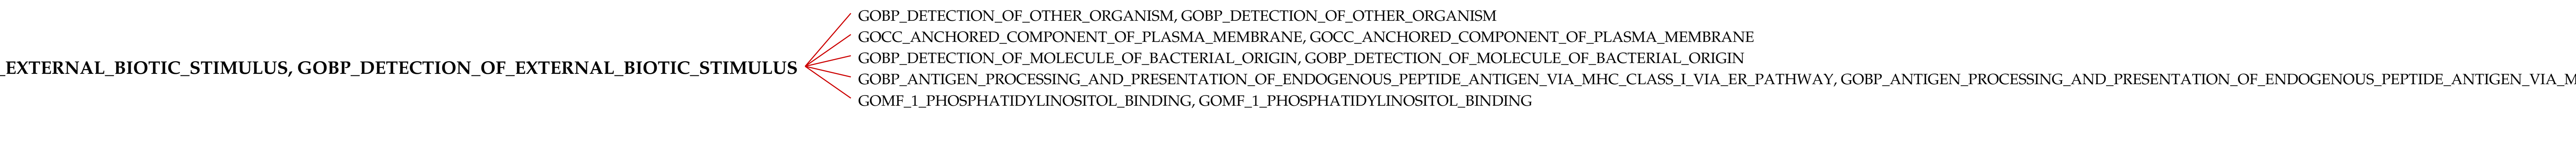 GOBP_DETECTION_OF_OTHER_ORGANISM, GOBP_DETECTION_OF_OTHER_ORGANISM
GOCC_ANCHORED_COMPONENT_OF_PLASMA_MEMBRANE, GOCC_ANCHORED_COMPONENT_OF_PLASMA_MEMBRANE
GOBP_DETECTION_OF_MOLECULE_OF_BACTERIAL_ORIGIN, GOBP_DETECTION_OF_MOLECULE_OF_BACTERIAL_ORIGIN
_EXTERNAL_BIOTIC_STIMULUS, GOBP_DETECTION_OF_EXTERNAL_BIOTIC_STIMULUS
GOBP_ANTIGEN_PROCESSING_AND_PRESENTATION_OF_ENDOGENOUS_PEPTIDE_ANTIGEN_VIA_MHC_CLASS_I_VIA_ER_PATHWAY, GOBP_ANTIGEN_PROCESSING_AND_PRESENTATION_OF_ENDOGENOUS_PEPTIDE_ANTIGEN_VIA_M
GOMF_1_PHOSPHATIDYLINOSITOL_BINDING, GOMF_1_PHOSPHATIDYLINOSITOL_BINDING